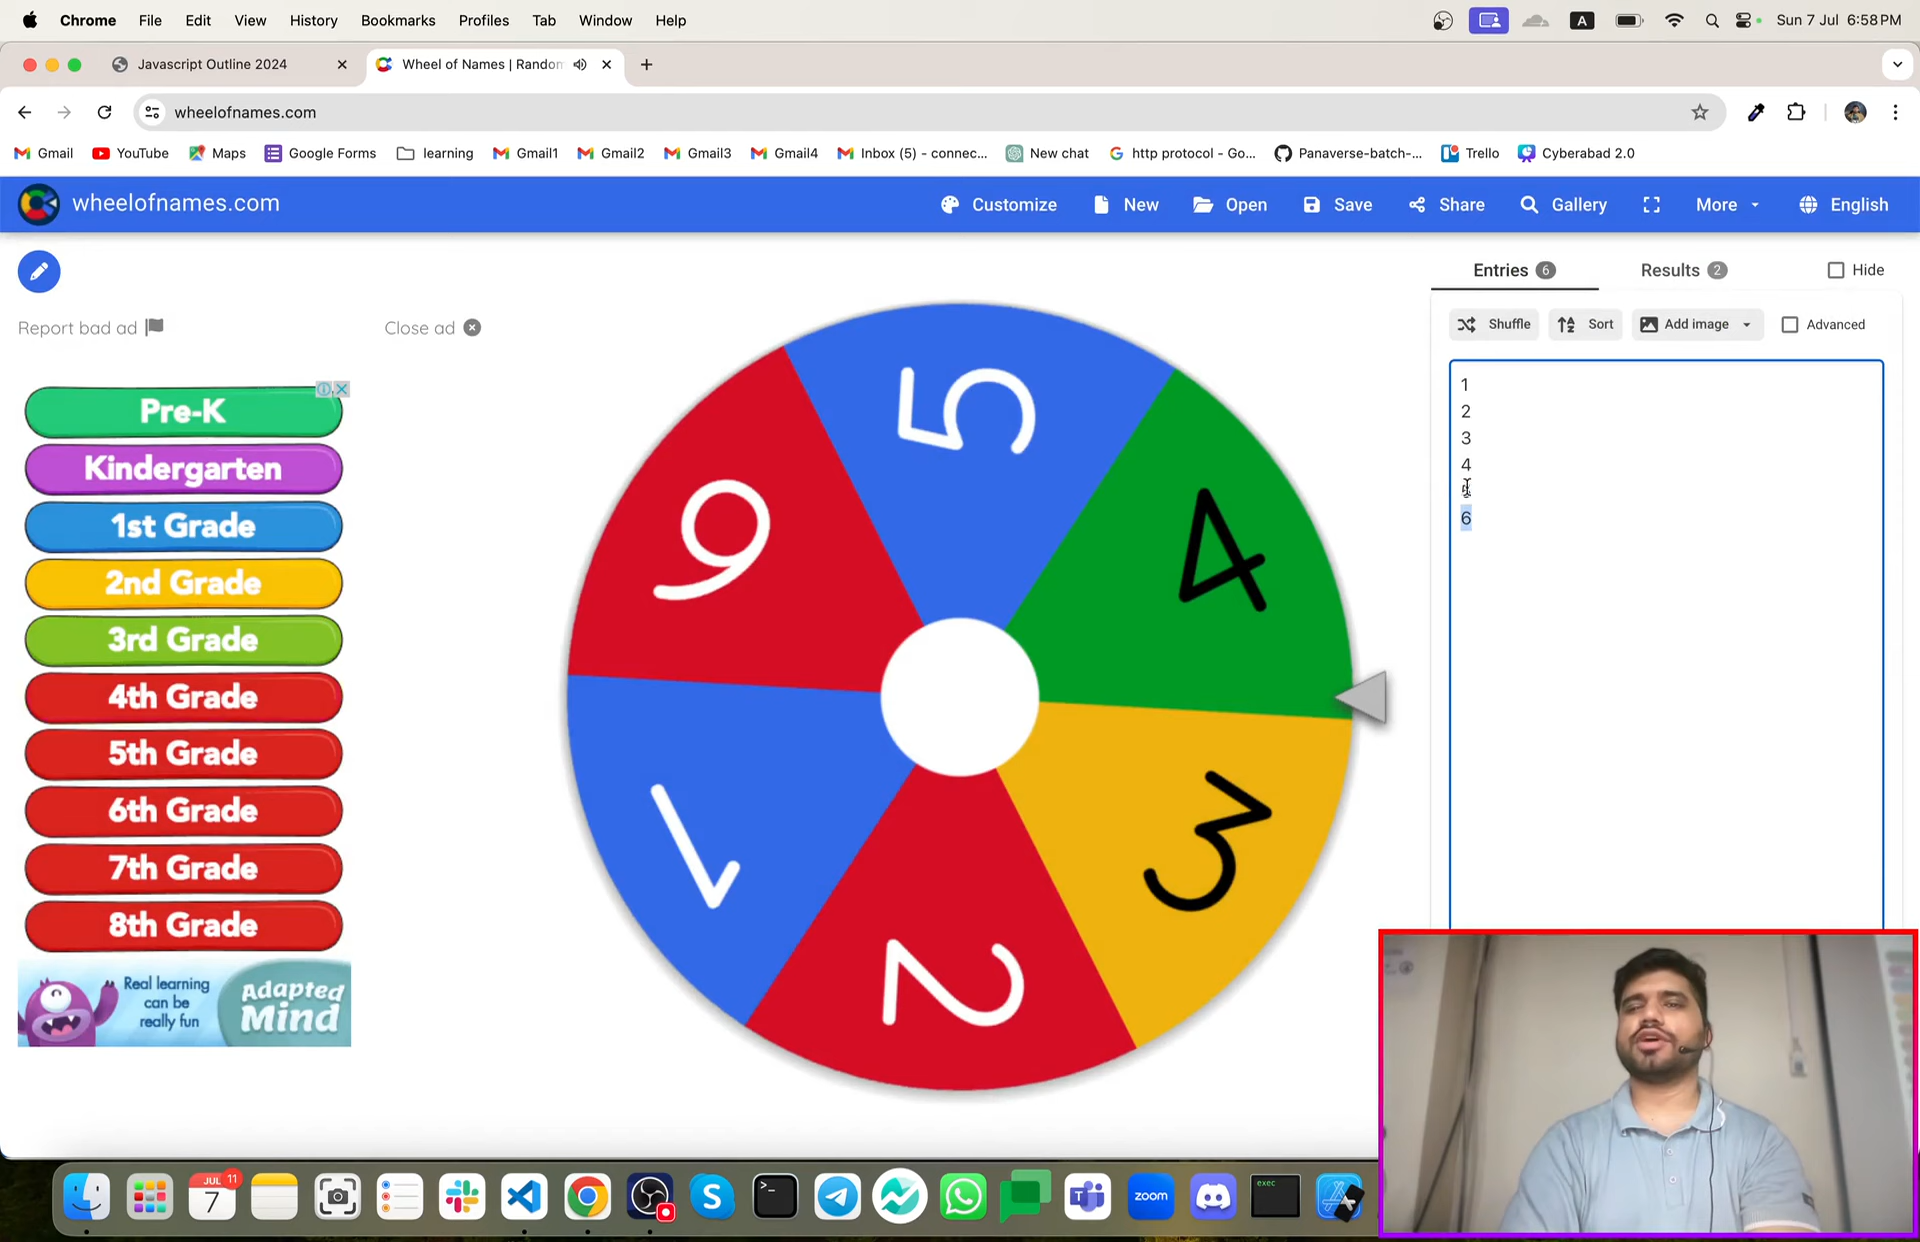 Chrome File Edit View History Bookmarks Profiles Tab Window Help
A Sun 7 Jul 6:58 PM
Javascript Outline 2024
Wheel of Names | Random
wheelofnames.com
Gmail YouTube Maps Google Forms learning Gmail1 Gmail2 Gmail3 Gmail4 Inbox (5) - connec... New chat http protocol - Go... Panaverse-batch-... Trello Cyberabad 2.0
wheelofnames.com Customize New Open Save Share Gallery More English
Entries 6 Results 2 Hide
Report bad ad Close ad
Shuffle Sort Add image Advanced
Pre-K
Kindergarten
1st Grade
2nd Grade
3rd Grade
4th Grade
5th Grade
6th Grade
7th Grade
8th Grade
Real learning
can be
really fun
Adapted
Mind
5
4
3
2
1
6
1
2
3
4
6
JUL 11
7
S
zoom
exec